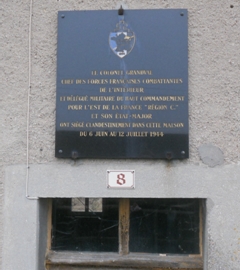 LE COLONEL GRANDVAL
CHEF DES FORCES FRANÇAISES COMBATTANTES
DE L'INTÉRIEUR
DÉLÉGUÉ MILITAIRE DU HAUT COMMANDEMENT
POUR L'EST DE LA FRANCE "RÉGION C"
ET SON ÉTAT-MAJOR
ONT SIÉGÉ CLANDESTINEMENT DANS CETTE MAISON
DU 6 JUIN AU 12 JUILLET 1944
8